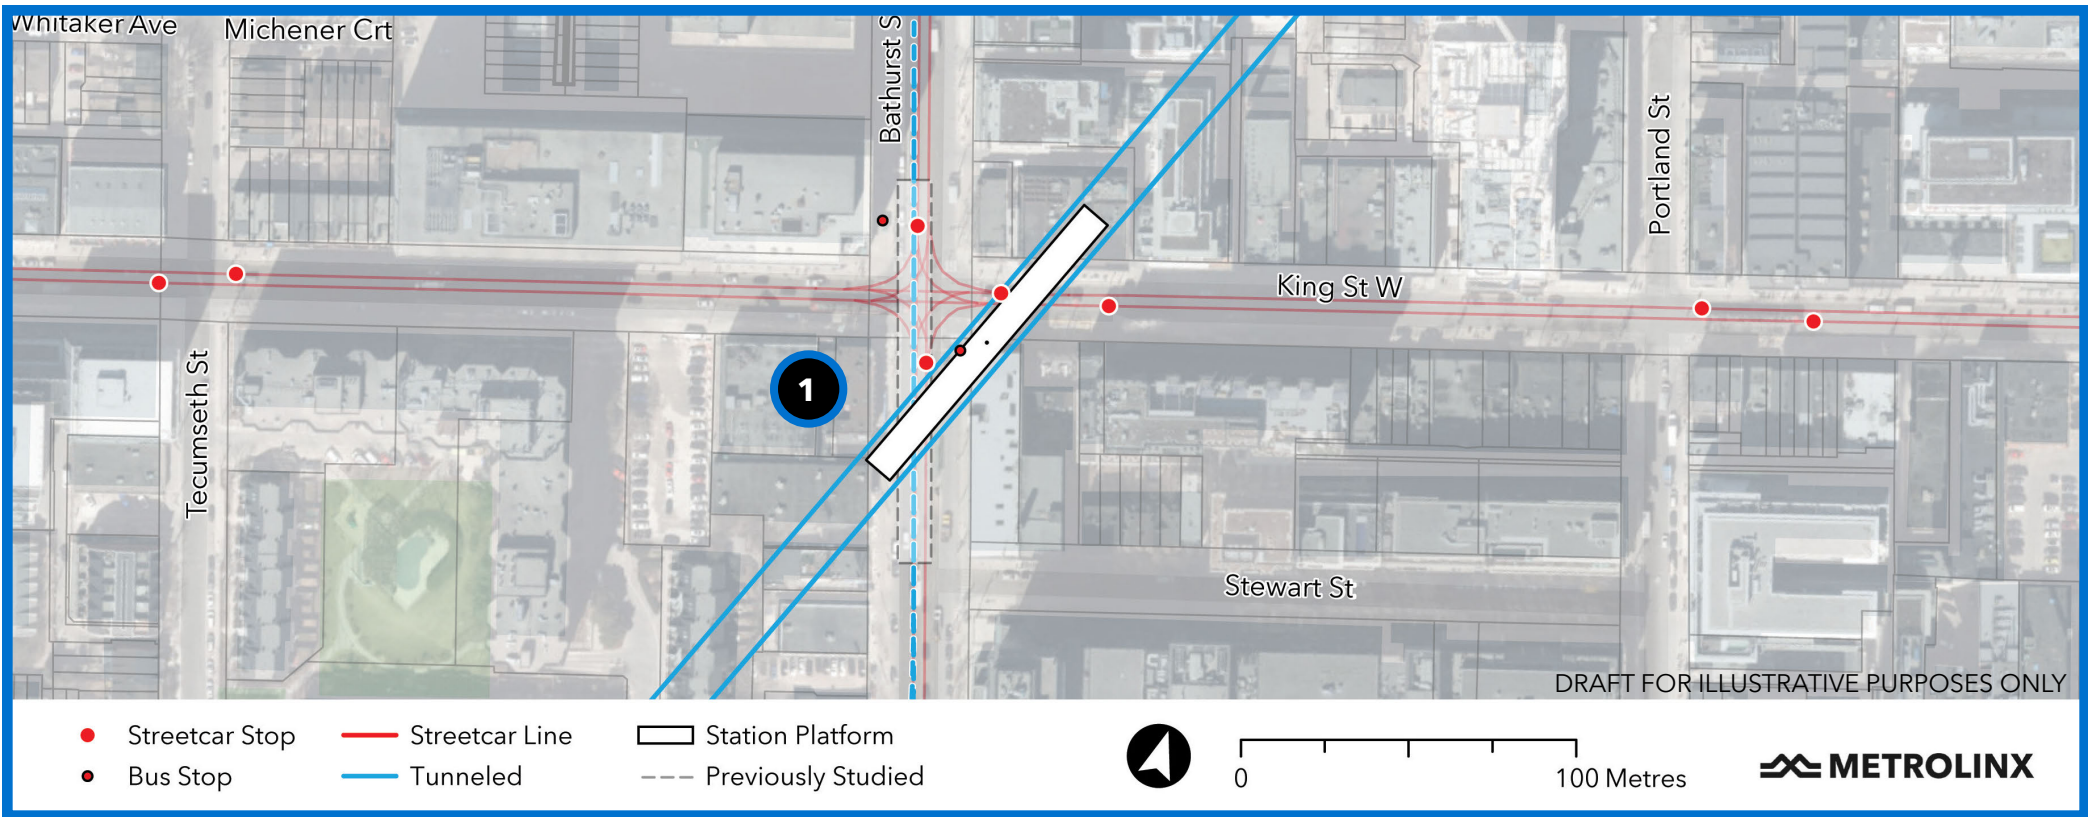 Whitaker Ave
Michener Crt
Bathurst S
Portland St
King St W
1
Tecumseth St
Stewart St
DRAFT FOR ILLUSTRATIVE PURPOSES ONLY
Streetcar Stop
Streetcar Line
Station Platform
Bus Stop
Tunneled
Previously Studied
0
100 Metres
METROLINX